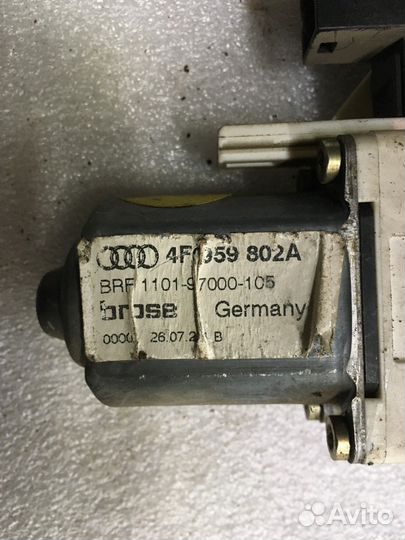 4F0959 802A
BRF 1101-97000-105
brose Germany
0000 26.07.2 B
Avito